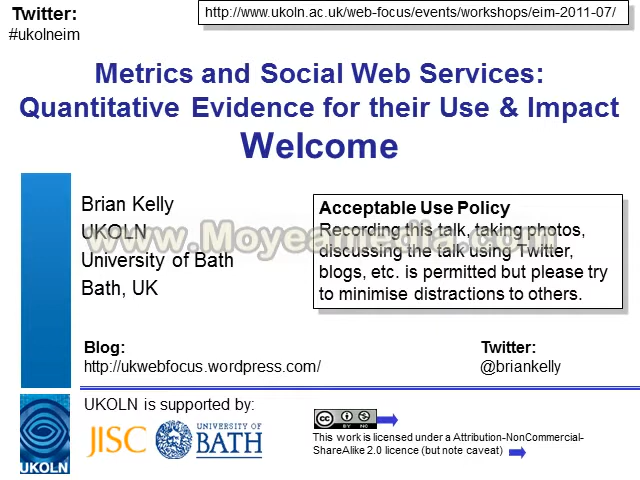 Twitter:
#ukolneim
http://www.ukoln.ac.uk/web-focus/events/workshops/eim-2011-07/
Metrics and Social Web Services:
Quantitative Evidence for their Use & Impact
Welcome
Brian Kelly
UKOLN
University of Bath
Bath, UK
Acceptable Use Policy
Recording this talk, taking photos,
discussing the talk using Twitter,
blogs, etc. is permitted but please try
to minimise distractions to others.
www.Moyeamedia.com
Blog:
http://ukwebfocus.wordpress.com/
Twitter:
@briankelly
UKOLN is supported by:
UKOLN
JISC
UNIVERSITY OF
BATH
cc
BY NC
This work is licensed under a Attribution-NonCommercial-
ShareAlike 2.0 licence (but note caveat)